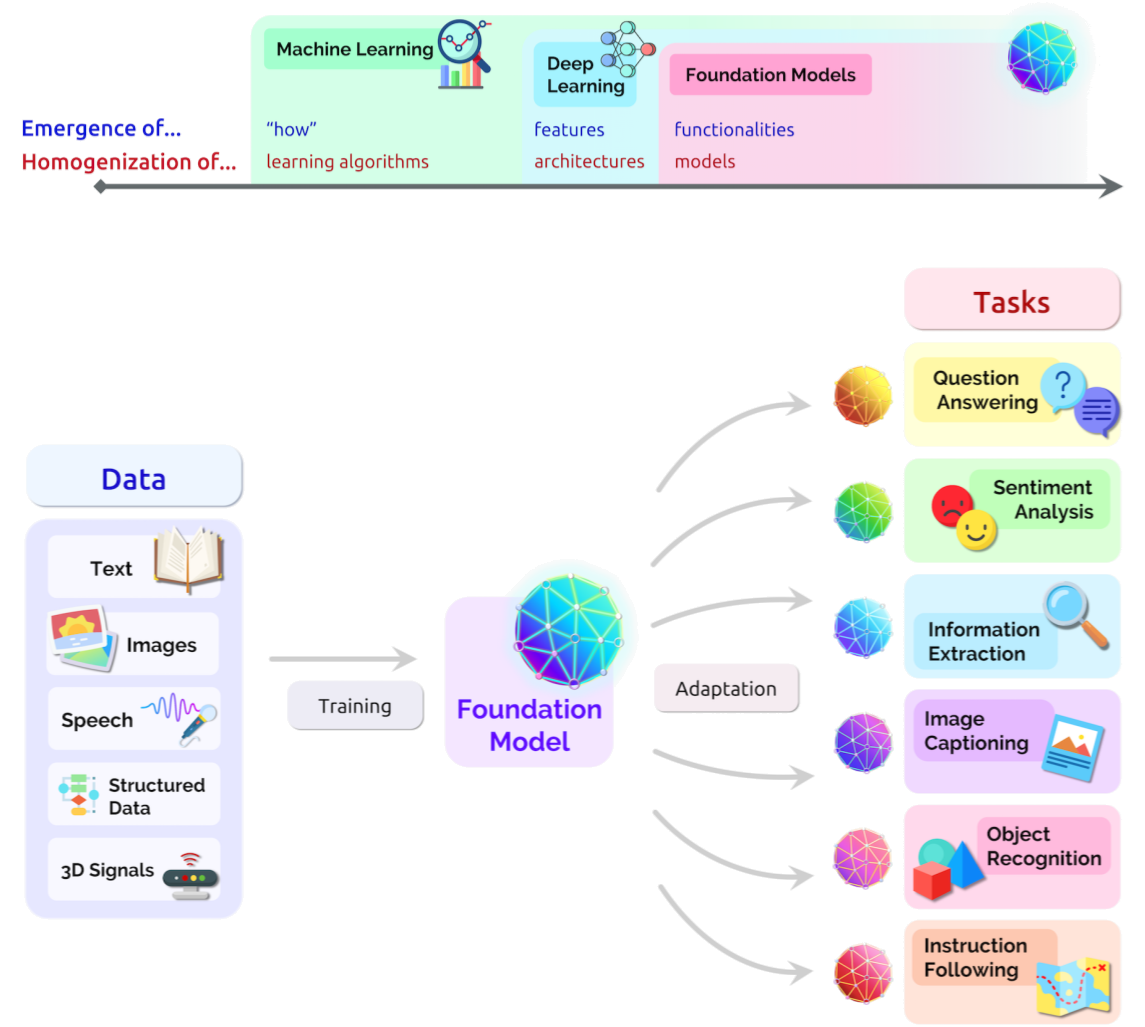 Machine Learning
Deep
Learning
Foundation Models
Emergence of...
"how"
features
functionalities
Homogenization of...
learning algorithms
architectures
models
Data
Text
Images
Speech
Structured
Data
3D Signals
Training
Foundation
Model
Adaptation
Tasks
Question
Answering
?
Sentiment
Analysis
Information
Extraction
Image
Captioning
Object
Recognition
Instruction
Following